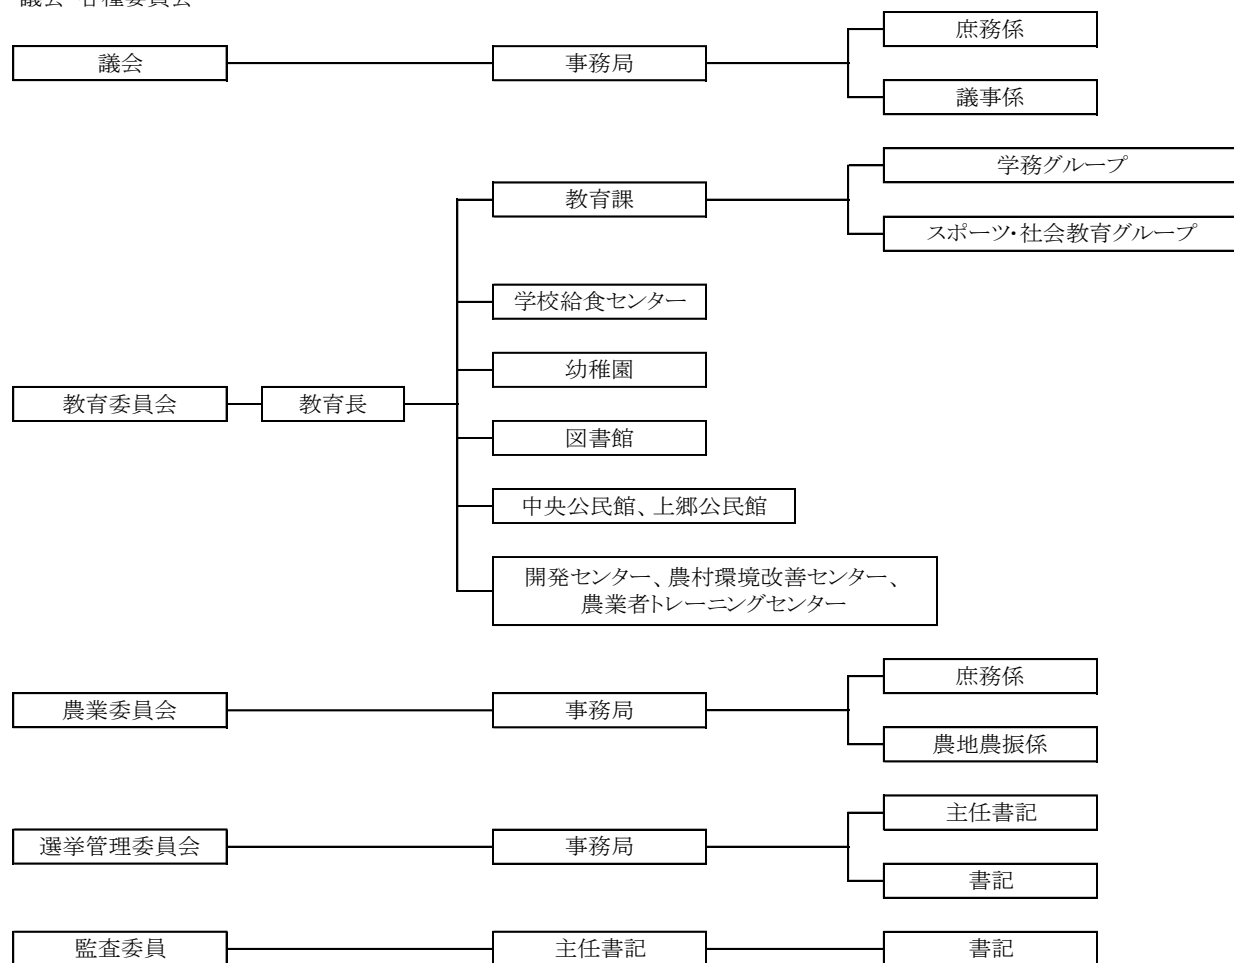 議会・各種委員会
庶務係
議会
事務局
議事係
学務グループ
教育課
スポーツ・社会教育グループ
学校給食センター
幼稚園
教育委員会
教育長
図書館
中央公民館、上郷公民館
開発センター、農村環境改善センター、
農業者トレーニングセンター
庶務係
農業委員会
事務局
農地農振係
主任書記
選挙管理委員会
事務局
書記
監査委員
主任書記
書記